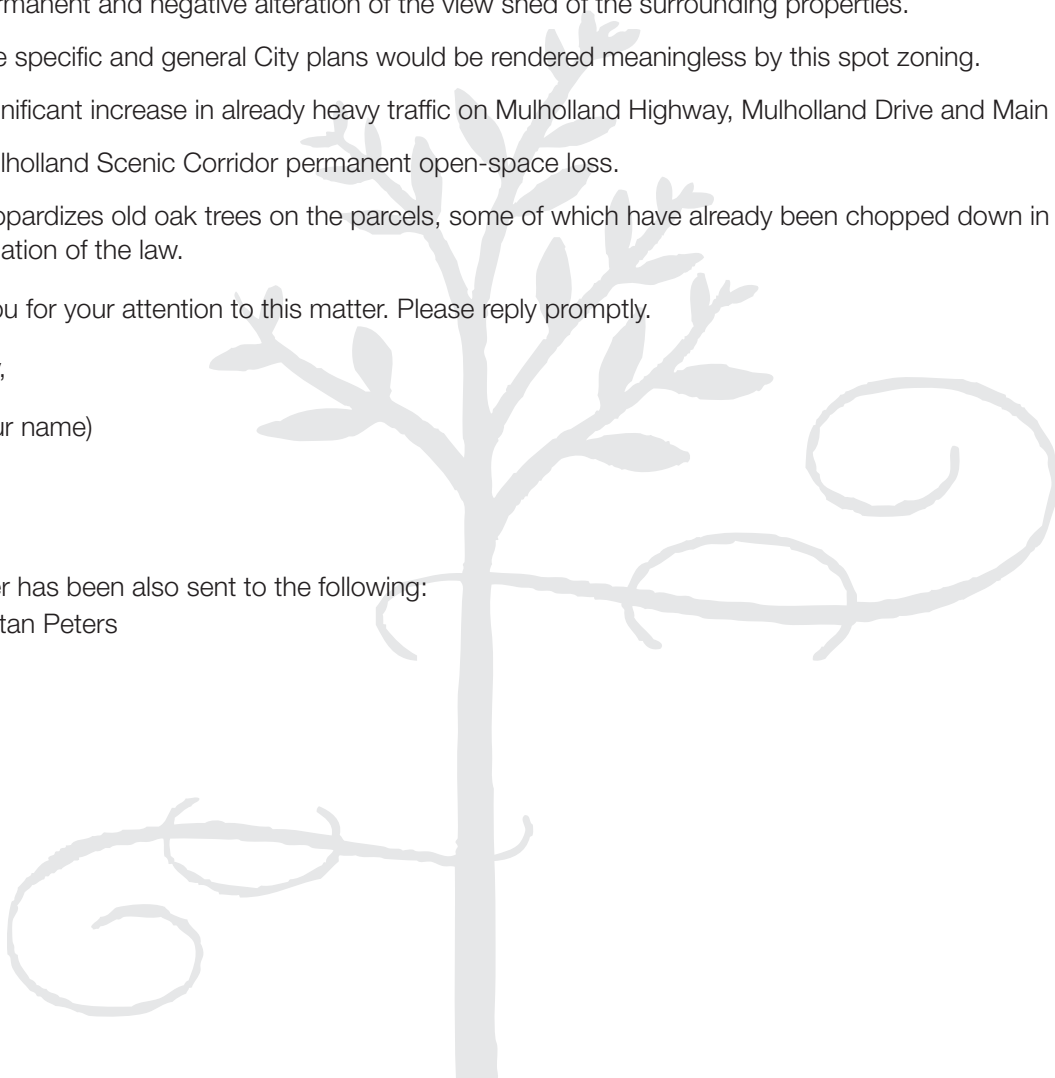 rmanent and negative alteration of the view shed of the surrounding properties.
e specific and general City plans would be rendered meaningless by this spot zoning.
nificant increase in already heavy traffic on Mulholland Highway, Mulholland Drive and Main
lholland Scenic Corridor permanent open-space loss.
opardizes old oak trees on the parcels, some of which have already been chopped down in
ation of the law.
ou for your attention to this matter. Please reply promptly.
,
ur name)
er has been also sent to the following:
tan Peters